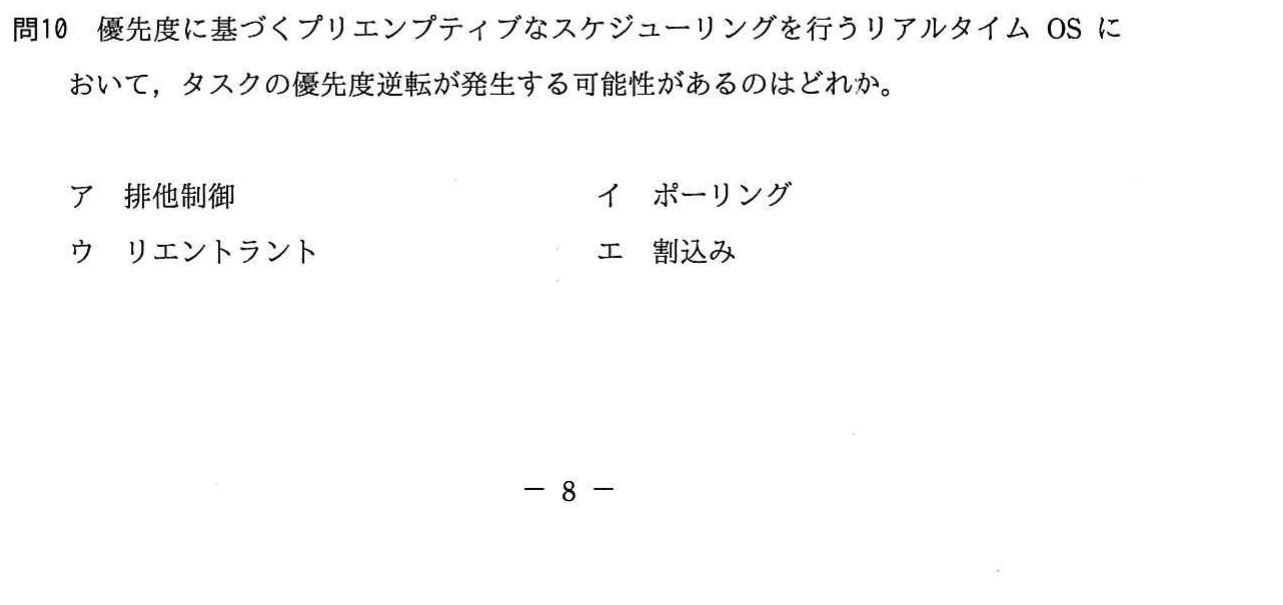 問10 優先度に基づくプリエンプティブなスケジューリングを行うリアルタイム OS に
おいて，タスクの優先度逆転が発生する可能性があるのはどれか。
ア 排他制御 イ ポーリング
ウ リエントラント エ 割込み
－ 8 －